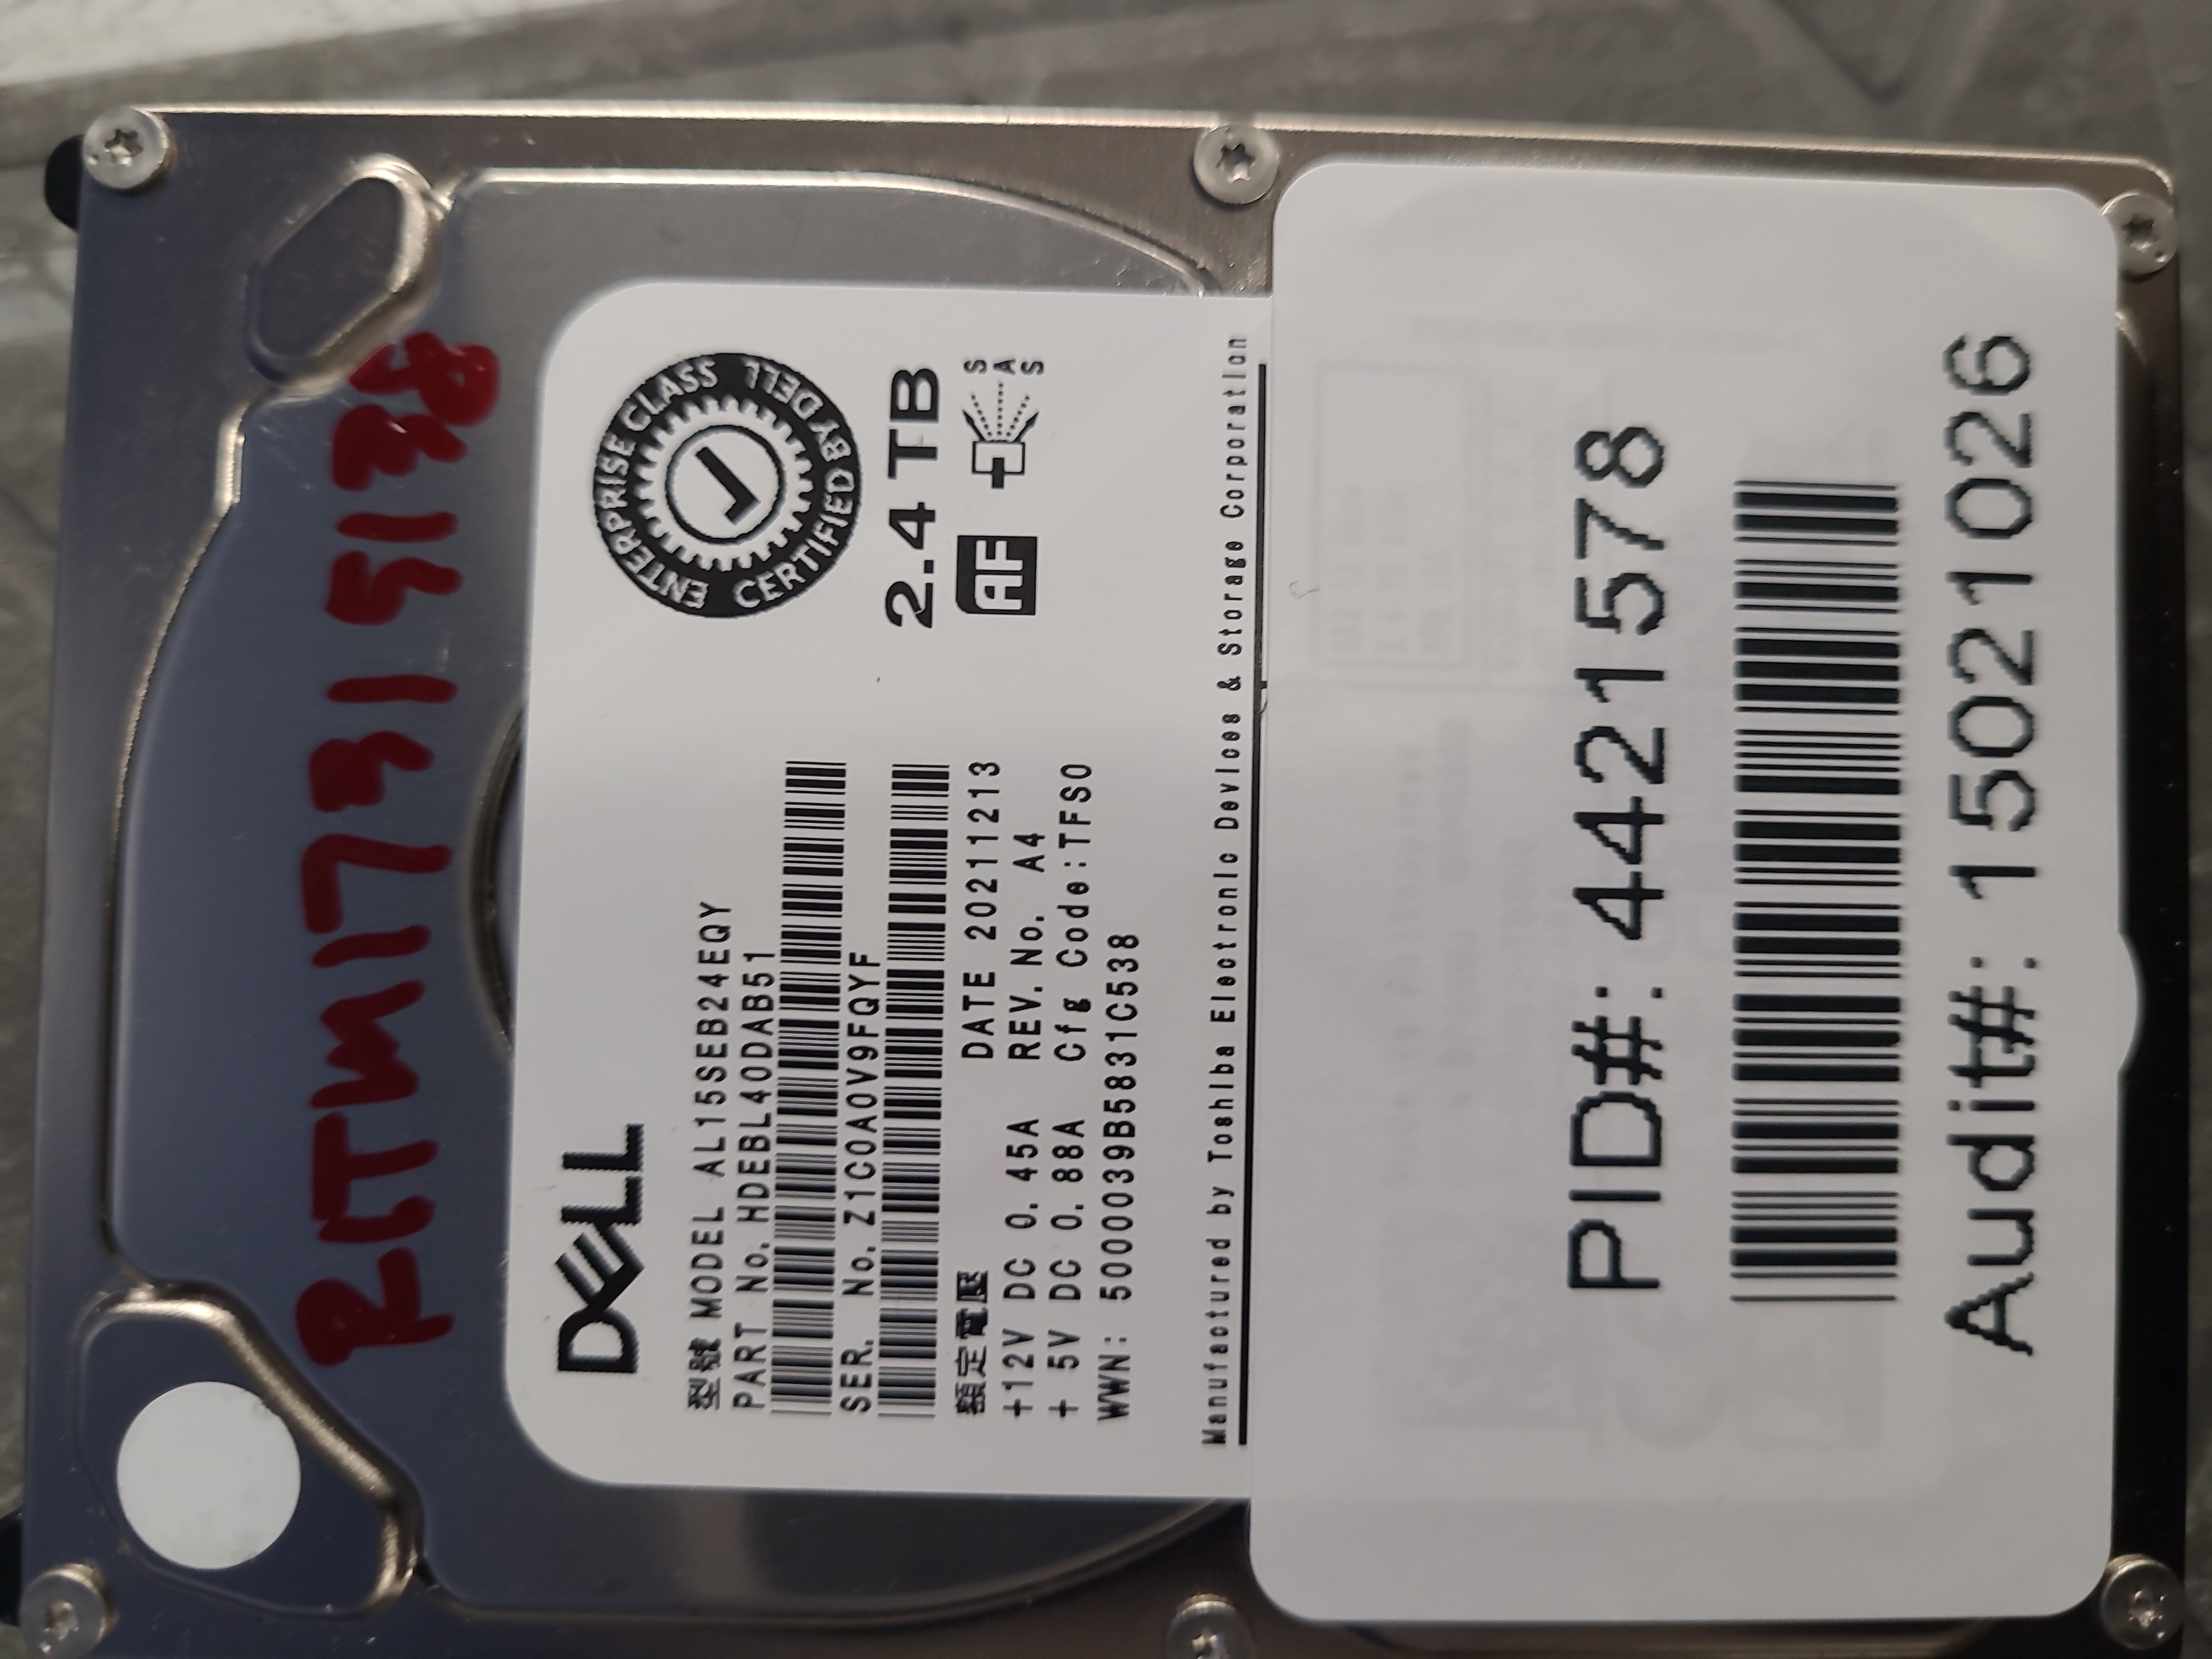 RITM17315138
DELL
ENTERPRISE CLASS
CERTIFIED BY DELL
型號 MODEL AL15SEB24EQY
PART No. HDEBL40DAB51
SER. No. Z1C0A0V9FQYF
2.4 TB
額定電壓 DATE 20211213
AF
SAS
+12V DC 0.45A REV. No. A4
+ 5V DC 0.88A Cfg Code:TFS0
WWN: 5000039B5831C538
Manufactured by Toshiba Electronic Devices & Storage Corporation
PID#: 4421578
Audit#: 15021026